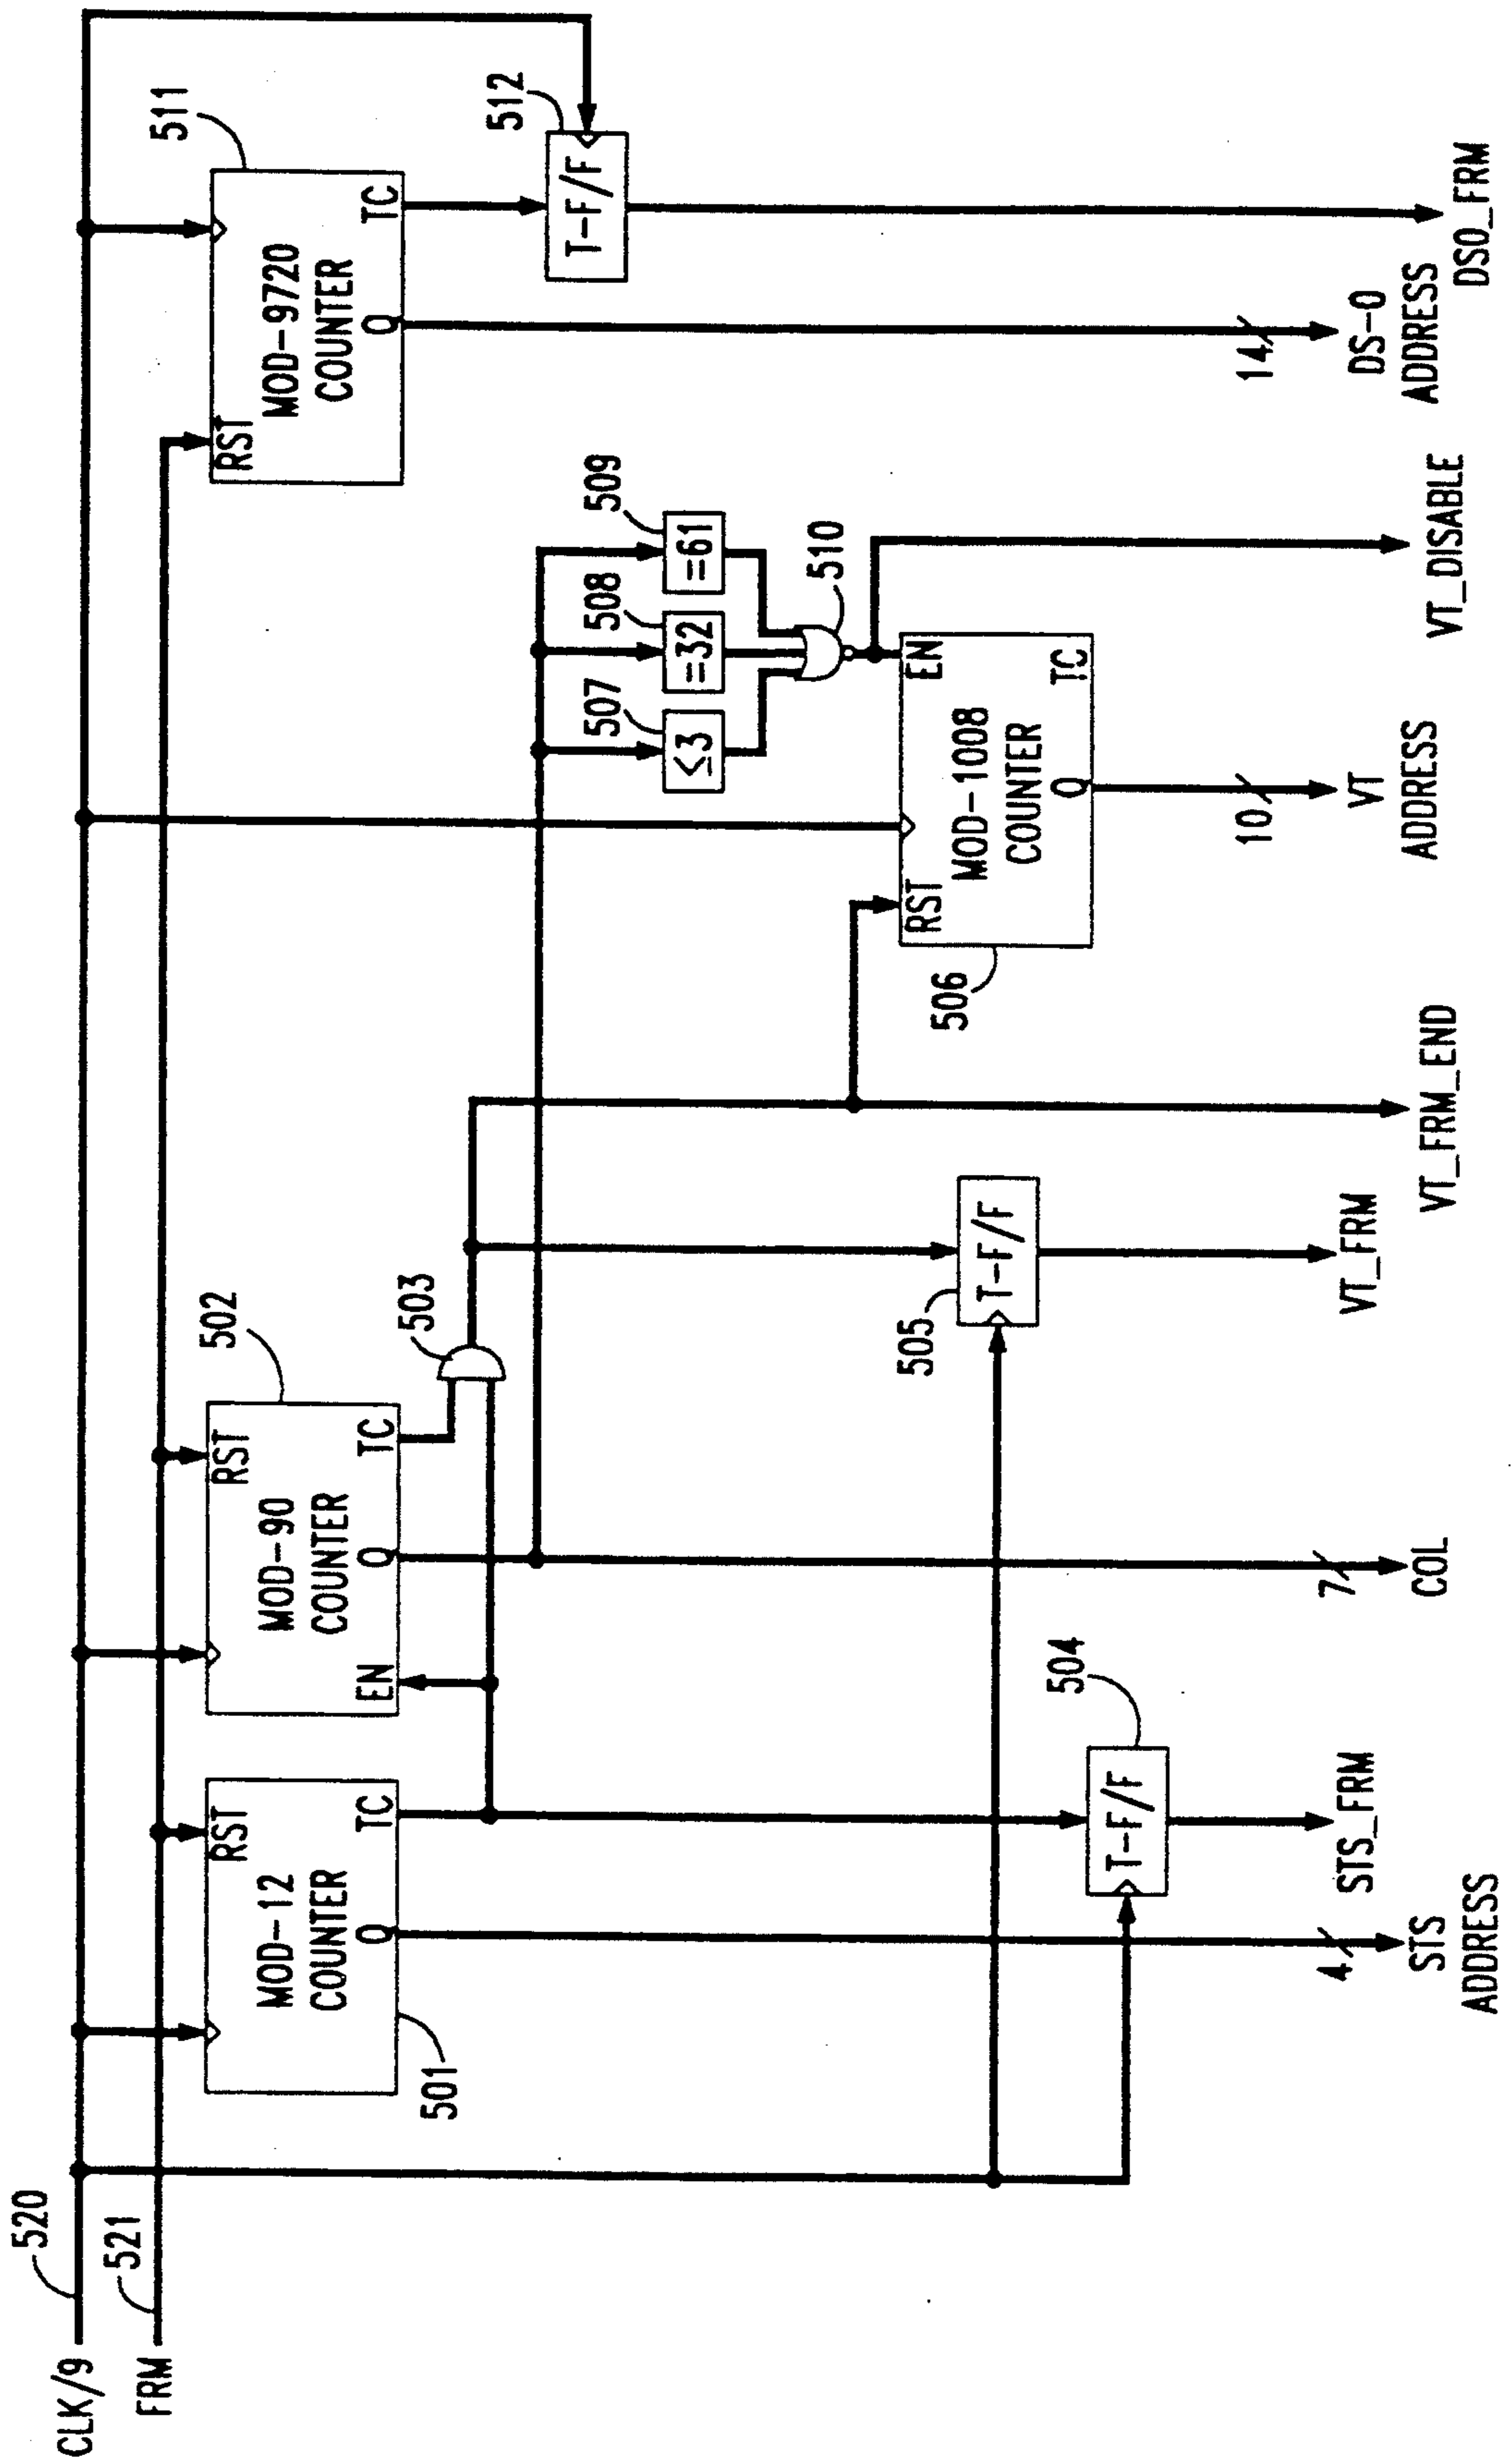 CLK/9
520
FRM
521
MOD-12
COUNTER
RST
Q
TC
501
MOD-90
COUNTER
RST
EN
Q
TC
502
503
MOD-9720
COUNTER
RST
Q
TC
511
T-F/F
512
≤3
507
=32
508
=61
509
510
MOD-1008
COUNTER
RST
EN
Q
TC
506
T-F/F
505
T-F/F
504
4
STS
ADDRESS
STS_FRM
7
COL
VT_FRM
VT_FRM_END
10
VT
ADDRESS
VT_DISABLE
14
DS-0
ADDRESS
DS0_FRM